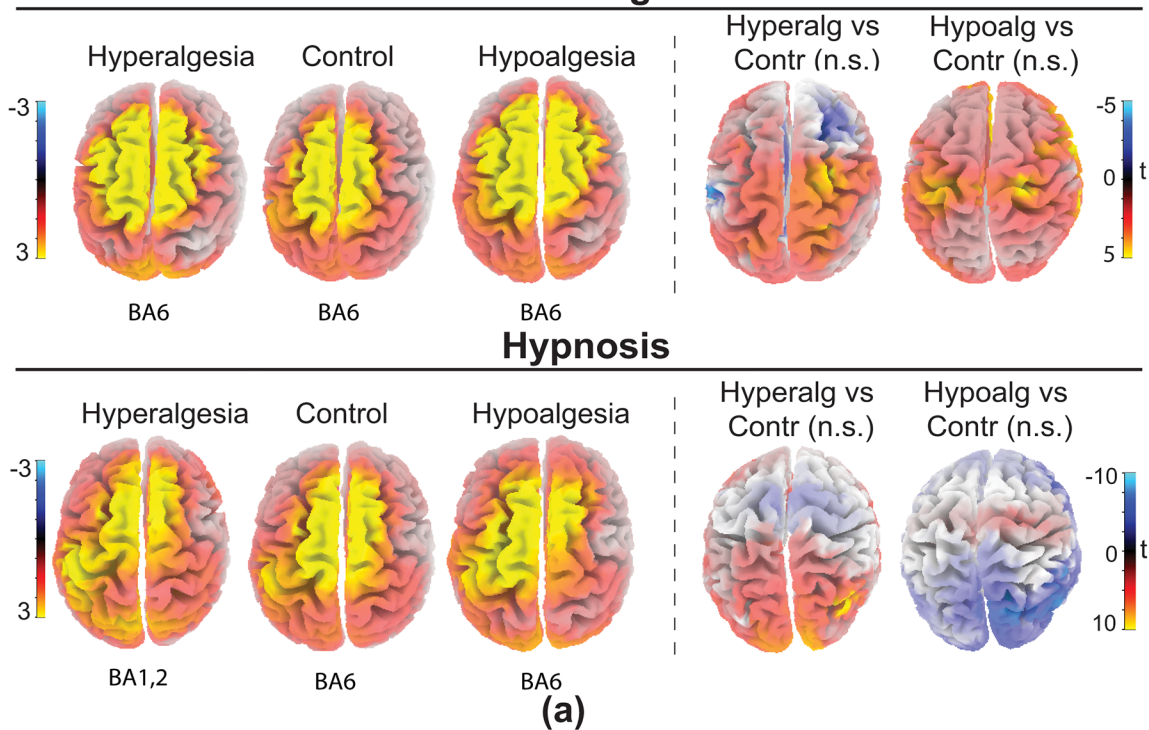 Hyperalgesia Control Hypoalgesia Hyperalg vs Contr (n.s.) Hypoalg vs Contr (n.s.)
-3
3
-5
0 t
5
BA6 BA6 BA6
Hypnosis
Hyperalgesia Control Hypoalgesia Hyperalg vs Contr (n.s.) Hypoalg vs Contr (n.s.)
-3
3
-10
0 t
10
BA1,2 BA6 BA6
(a)